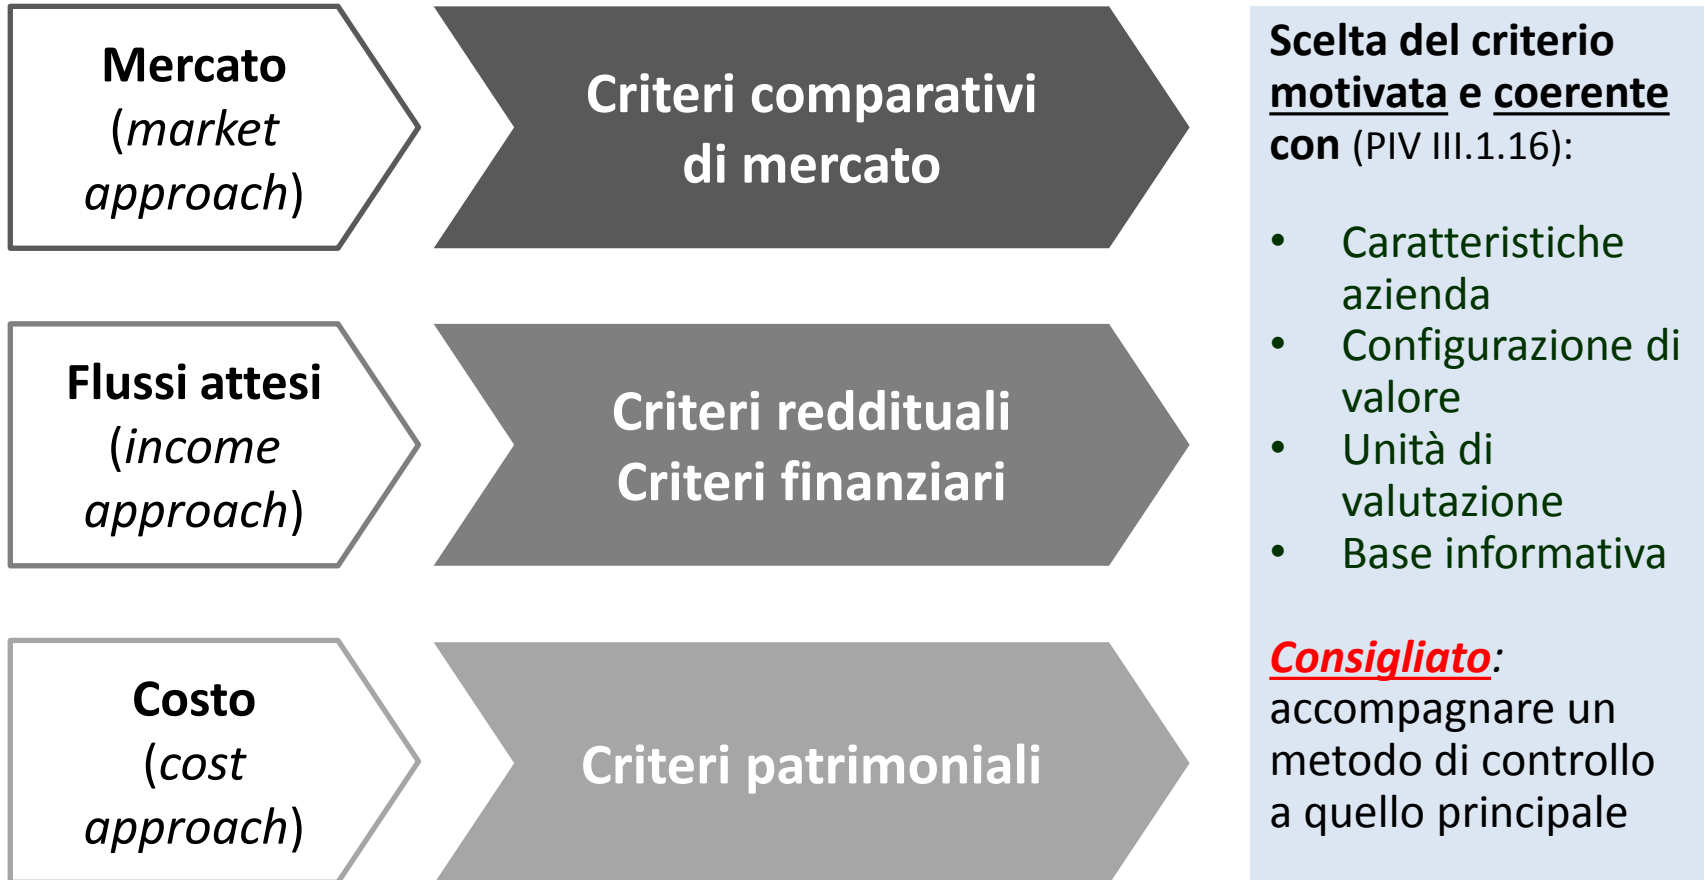 Mercato
(market
approach)
Criteri comparativi
di mercato
Flussi attesi
(income
approach)
Criteri reddituali
Criteri finanziari
Costo
(cost
approach)
Criteri patrimoniali
Scelta del criterio
motivata e coerente
con (PIV III.1.16):
• Caratteristiche
azienda
• Configurazione di
valore
• Unità di
valutazione
• Base informativa
Consigliato:
accompagnare un
metodo di controllo
a quello principale